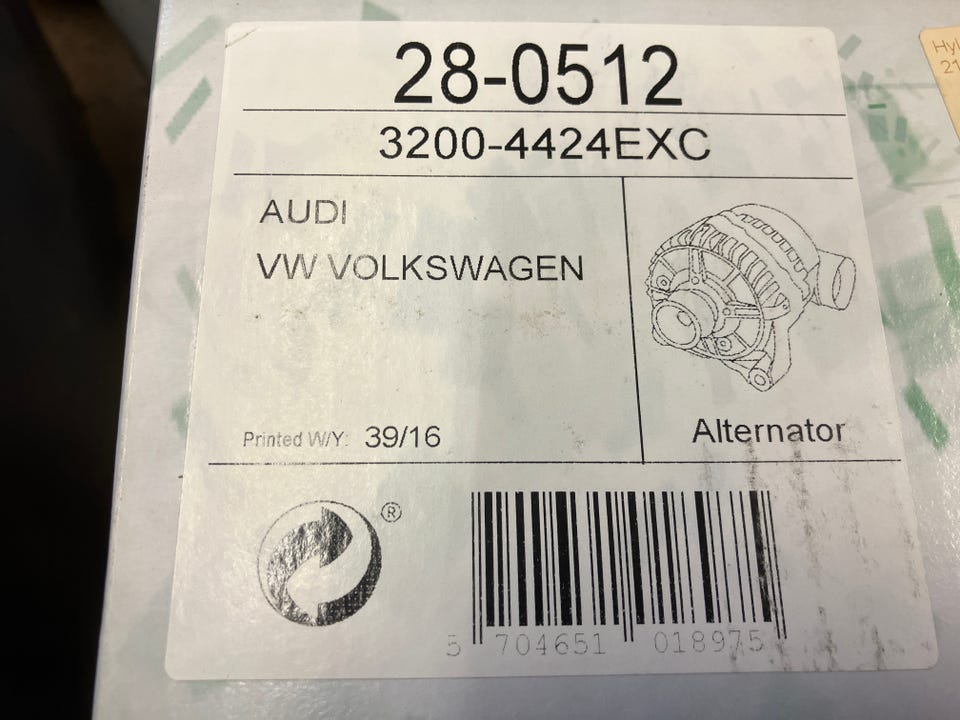 28-0512
3200-4424EXC
AUDI
VW VOLKSWAGEN
Printed W/Y: 39/16
Alternator
®
5 704651 018975